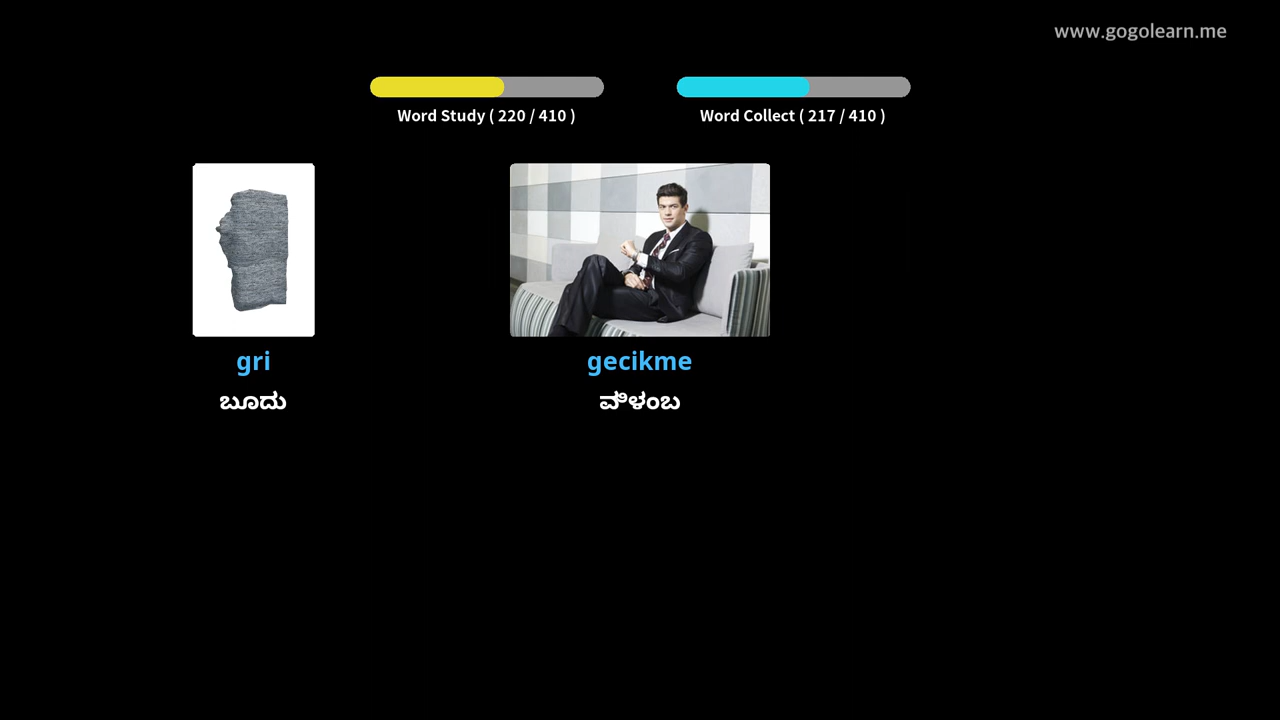 www.gogolearn.me
Word Study ( 220 / 410 )
Word Collect ( 217 / 410 )
gri
ಬೂದು
gecikme
ವಿಳಂಬ